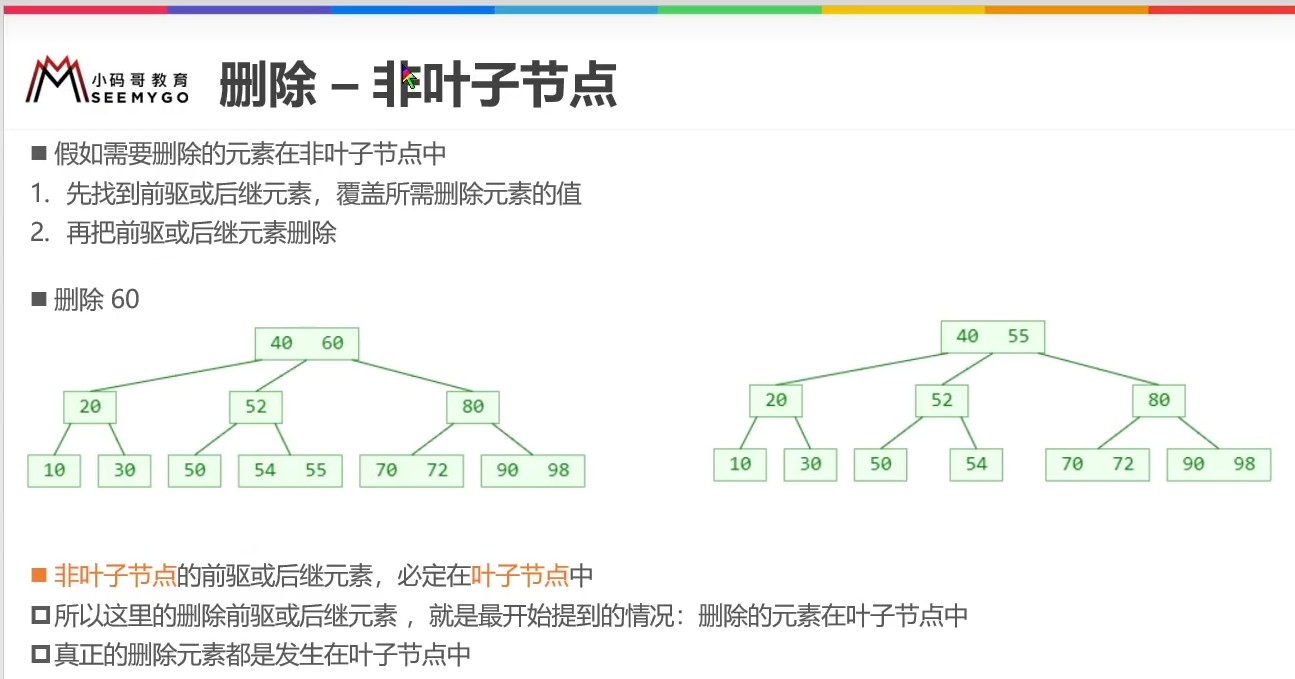 小码哥教育
SEEMYGO
删除 – 非叶子节点
■ 假如需要删除的元素在非叶子节点中
1. 先找到前驱或后继元素，覆盖所需删除元素的值
2. 再把前驱或后继元素删除
■ 删除 60
40 60
20 52 80
10 30 50 54 55 70 72 90 98
40 55
20 52 80
10 30 50 54 70 72 90 98
■ 非叶子节点的前驱或后继元素，必定在叶子节点中
所以这里的删除前驱或后继元素 ，就是最开始提到的情况：删除的元素在叶子节点中
真正的删除元素都是发生在叶子节点中